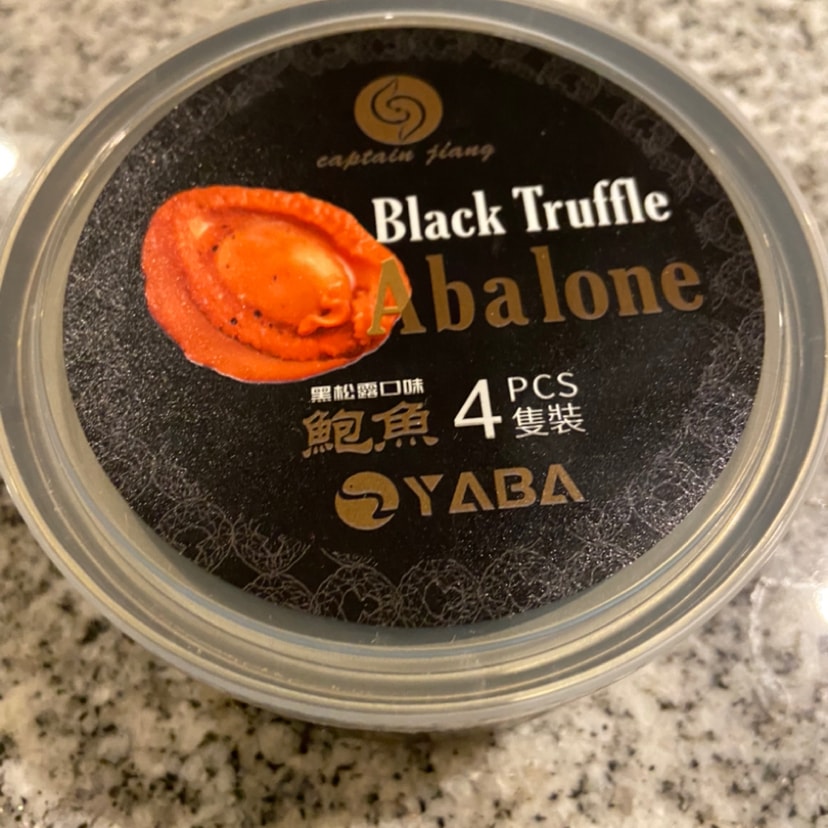 captain jiang
Black Truffle
Abalone
黑松露口味
鮑魚 4 PCS 隻裝
YABA